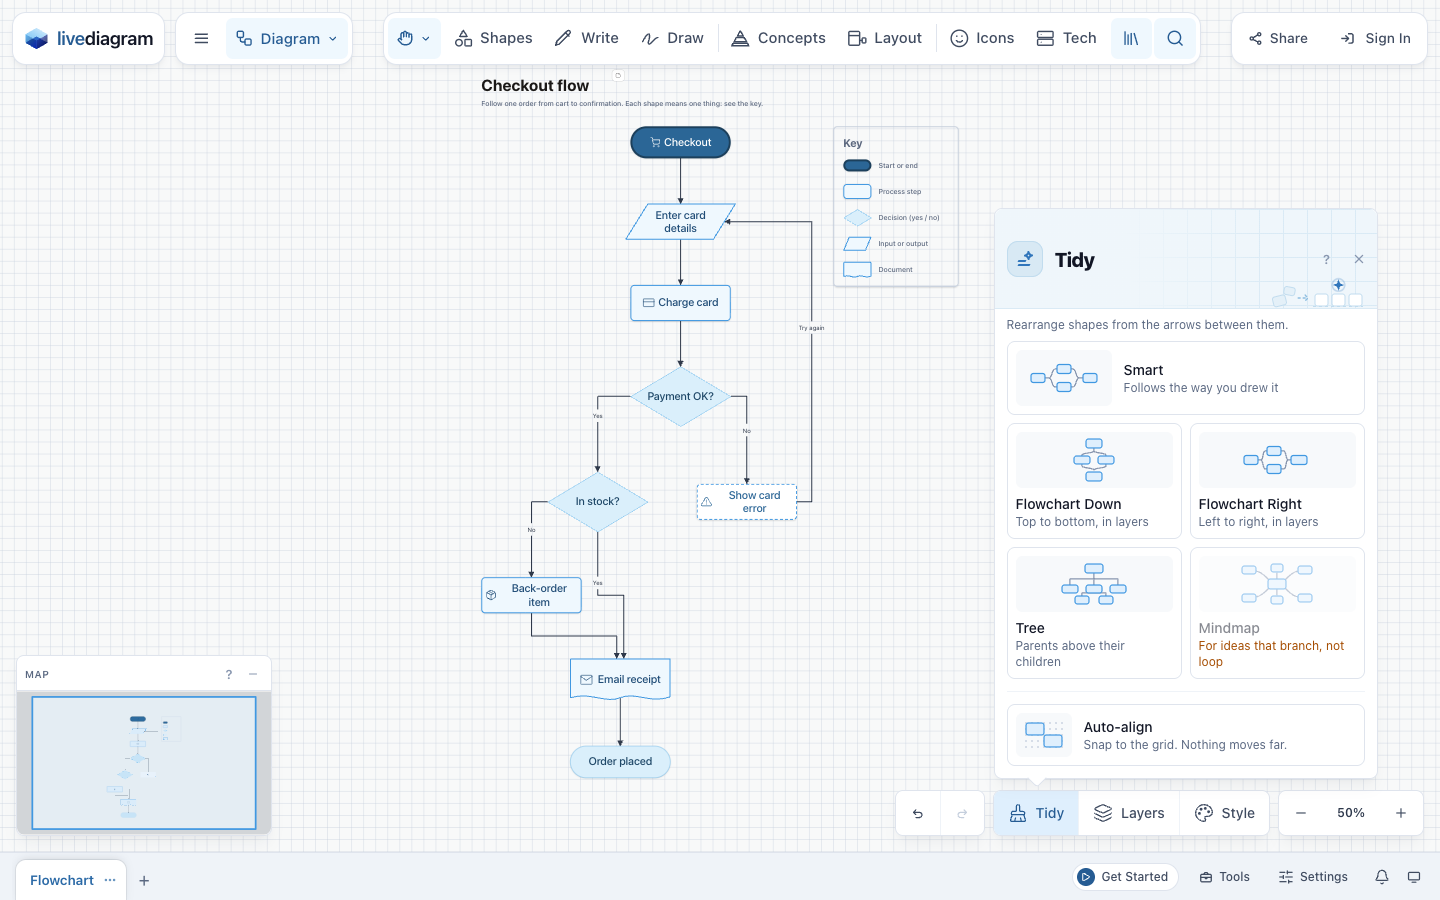 livediagram
Diagram
Shapes
Write
Draw
Concepts
Layout
Icons
Tech
Share
Sign In
Checkout flow
Follow one order from cart to confirmation. Each shape means one thing: see the key.
Checkout
Key
Start or end
Process step
Decision (yes / no)
Input or output
Document
Enter card
details
Charge card
Try again
Payment OK?
Yes
No
In stock?
Show card
error
No
Yes
Back-order
item
Email receipt
Order placed
Tidy
?
Rearrange shapes from the arrows between them.
Smart
Follows the way you drew it
Flowchart Down
Top to bottom, in layers
Flowchart Right
Left to right, in layers
Tree
Parents above their
children
Mindmap
For ideas that branch, not
loop
Auto-align
Snap to the grid. Nothing moves far.
MAP
?
Tidy
Layers
Style
50%
Flowchart
Get Started
Tools
Settings